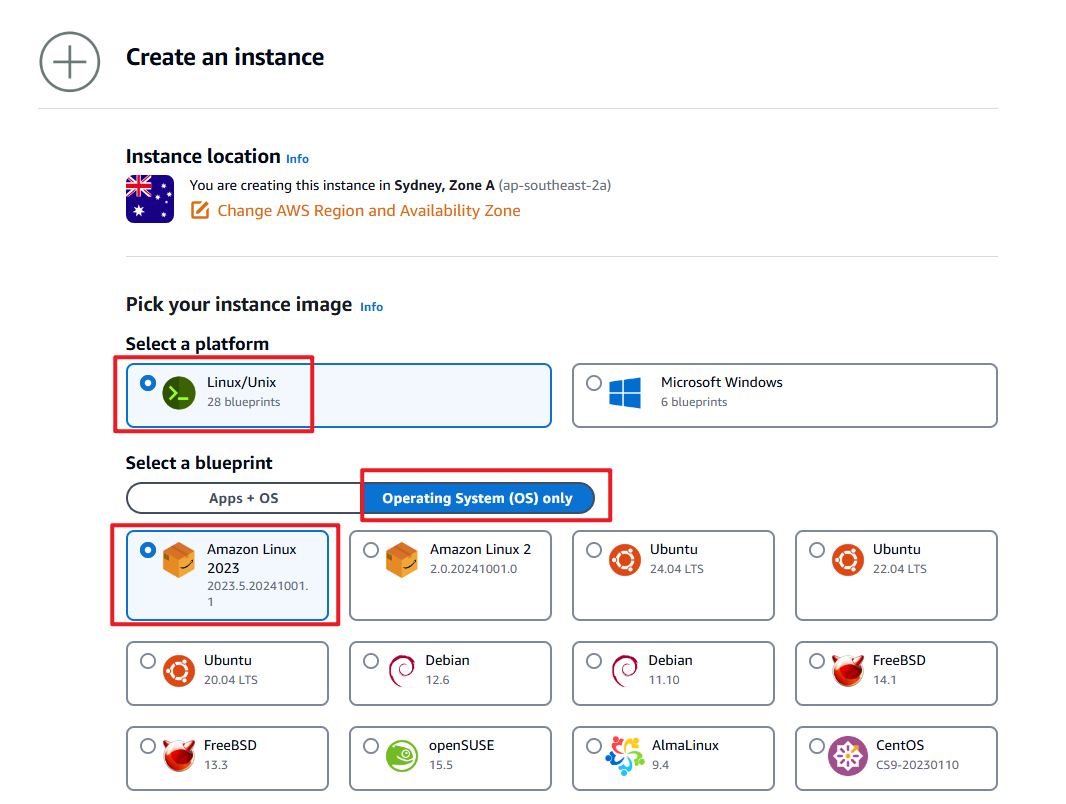 Create an instance
Instance location Info
You are creating this instance in Sydney, Zone A (ap-southeast-2a)
Change AWS Region and Availability Zone
Pick your instance image Info
Select a platform
Linux/Unix
28 blueprints
Microsoft Windows
6 blueprints
Select a blueprint
Apps + OS
Operating System (OS) only
Amazon Linux
2023
2023.5.20241001.
1
Amazon Linux 2
2.0.20241001.0
Ubuntu
24.04 LTS
Ubuntu
22.04 LTS
Ubuntu
20.04 LTS
Debian
12.6
Debian
11.10
FreeBSD
14.1
FreeBSD
13.3
openSUSE
15.5
AlmaLinux
9.4
CentOS
CS9-20230110